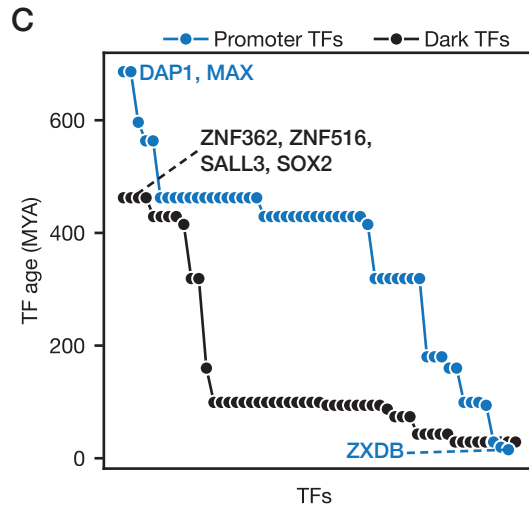 C
Promoter TFs
Dark TFs
DAP1, MAX
ZNF362, ZNF516,
SALL3, SOX2
ZXDB
TF age (MYA)
600
400
200
0
TFs